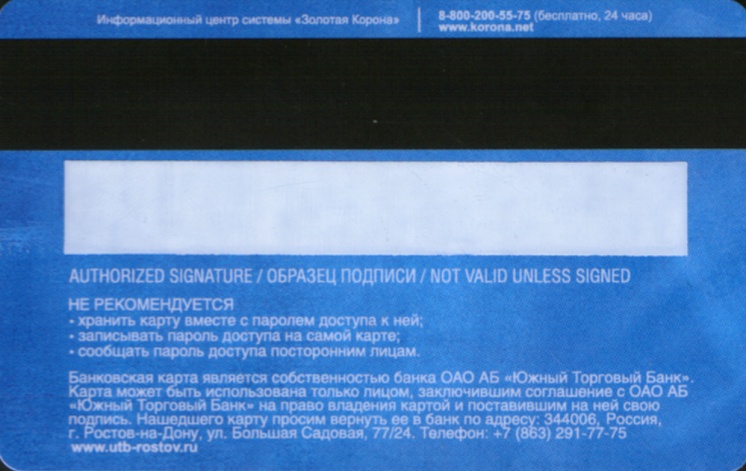 Информационный центр системы «Золотая Корона»
8-800-200-55-75 (бесплатно, 24 часа)
www.korona.net
AUTHORIZED SIGNATURE / ОБРАЗЕЦ ПОДПИСИ / NOT VALID UNLESS SIGNED
НЕ РЕКОМЕНДУЕТСЯ
- хранить карту вместе с паролем доступа к ней;
- записывать пароль доступа на самой карте;
- сообщать пароль доступа посторонним лицам.
Банковская карта является собственностью банка ОАО АБ «Южный Торговый Банк».
Карта может быть использована только лицом, заключившим соглашение с ОАО АБ
«Южный Торговый Банк» на право владения картой и поставившим на ней свою
подпись. Нашедшего карту просим вернуть ее в банк по адресу: 344006, Россия,
г. Ростов-на-Дону, ул. Большая Садовая, 77/24. Телефон: +7 (863) 291-77-75
www.utb-rostov.ru